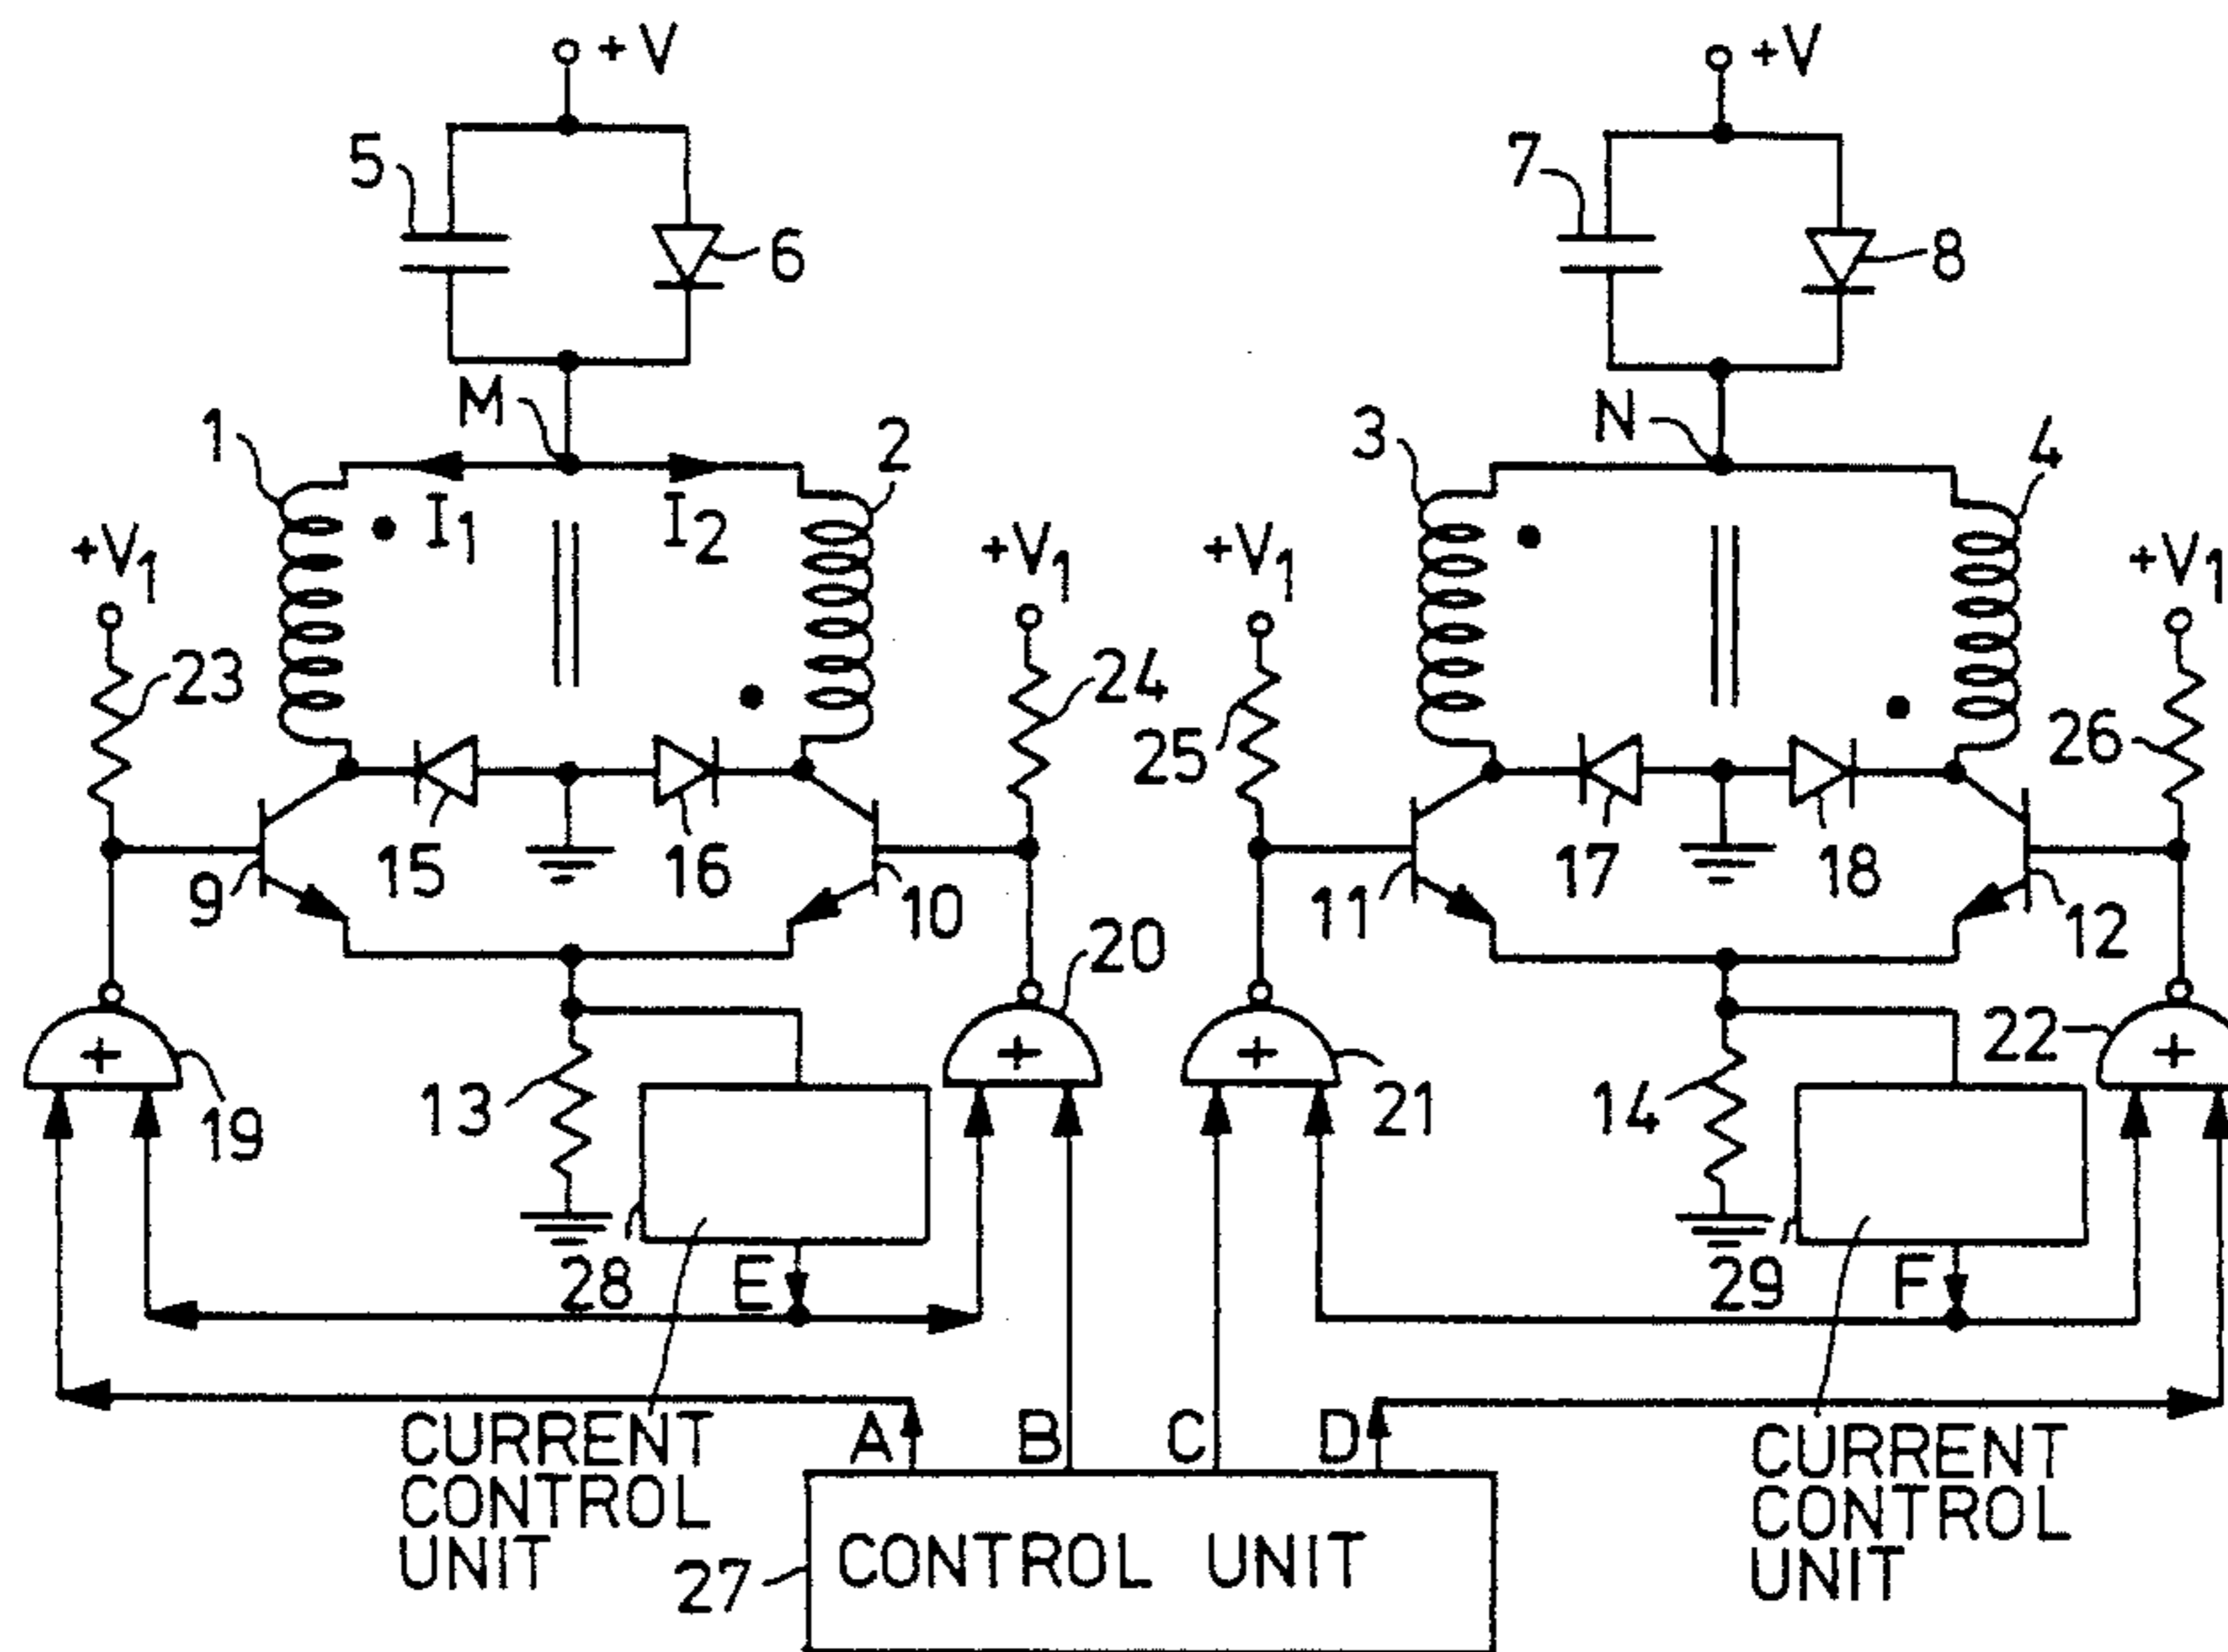 +V
+V
5
6
7
8
M
N
1
2
3
4
I1
I2
+V1
+V1
+V1
+V1
23
24
25
26
9
15
16
10
11
17
18
12
19
13
20
21
14
22
28
E
29
F
A
B
C
D
CURRENT
CONTROL
UNIT
CURRENT
CONTROL
UNIT
27
CONTROL UNIT
+
+
+
+